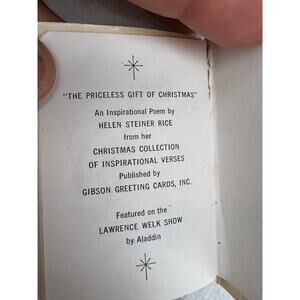 "THE PRICELESS GIFT OF CHRISTMAS"
An Inspirational Poem by
HELEN STEINER RICE
from her
CHRISTMAS COLLECTION
OF INSPIRATIONAL VERSES
Published by
GIBSON GREETING CARDS, INC.
Featured on the
LAWRENCE WELK SHOW
by Aladdin